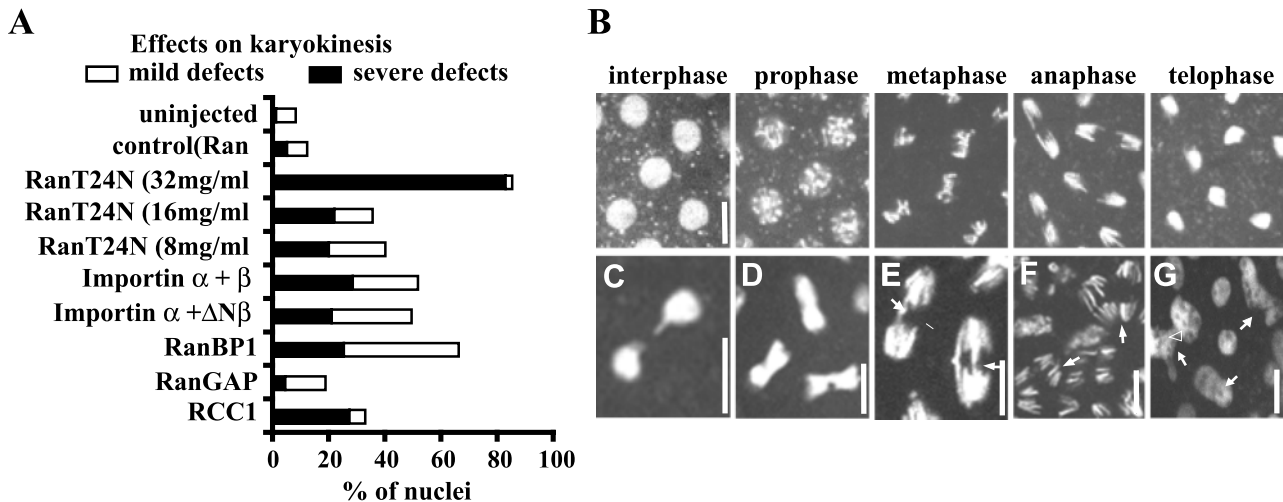 A
Effects on karyokinesis
mild defects severe defects
uninjected
control(Ran
RanT24N (32mg/ml
RanT24N (16mg/ml
RanT24N (8mg/ml
Importin α + β
Importin α +ΔNβ
RanBP1
RanGAP
RCC1
0 20 40 60 80 100
% of nuclei
B
interphase prophase metaphase anaphase telophase
C D E F G